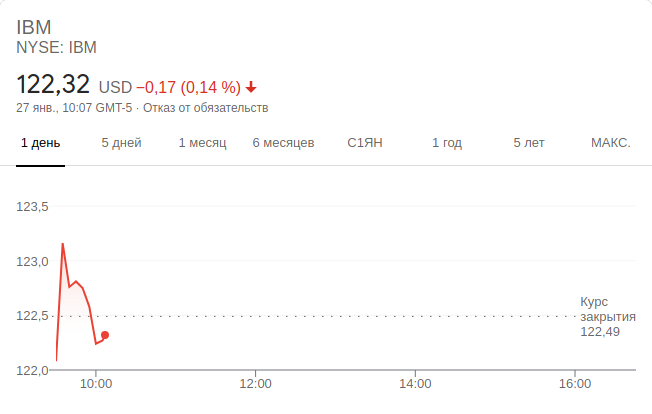 IBM
NYSE: IBM
122,32 USD −0,17 (0,14 %)
27 янв., 10:07 GMT-5 · Отказ от обязательств
1 день 5 дней 1 месяц 6 месяцев С1ЯН 1 год 5 лет МАКС.
123,5
123,0
Курс
122,5 закрытия
122,49
122,0
10:00 12:00 14:00 16:00